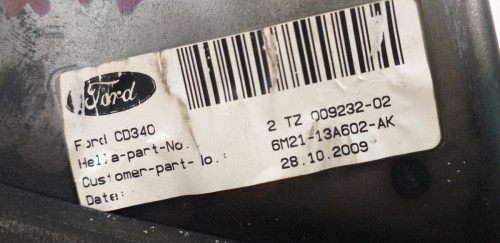 Ford
Ford CD340
Hella-part-No. 2 TZ 009232-02
Customer-part-No.: 6M21-13A602-AK
Date: 28.10.2009